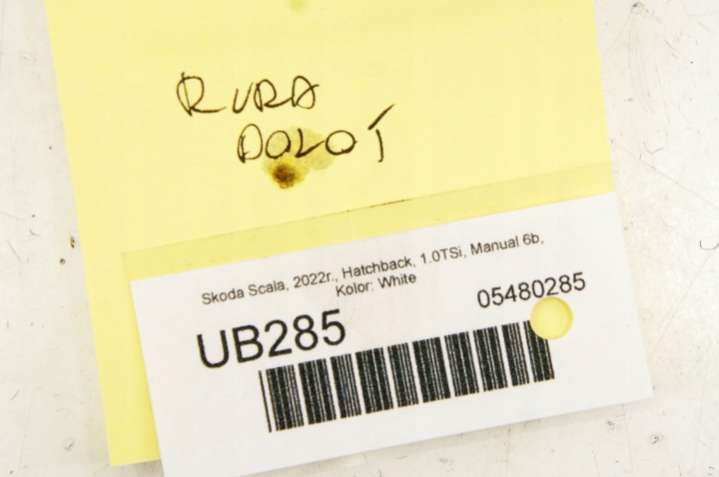 RURA
DOLOT
Skoda Scala, 2022r., Hatchback, 1.0TSi, Manual 6b,
Kolor: White
05480285
UB285